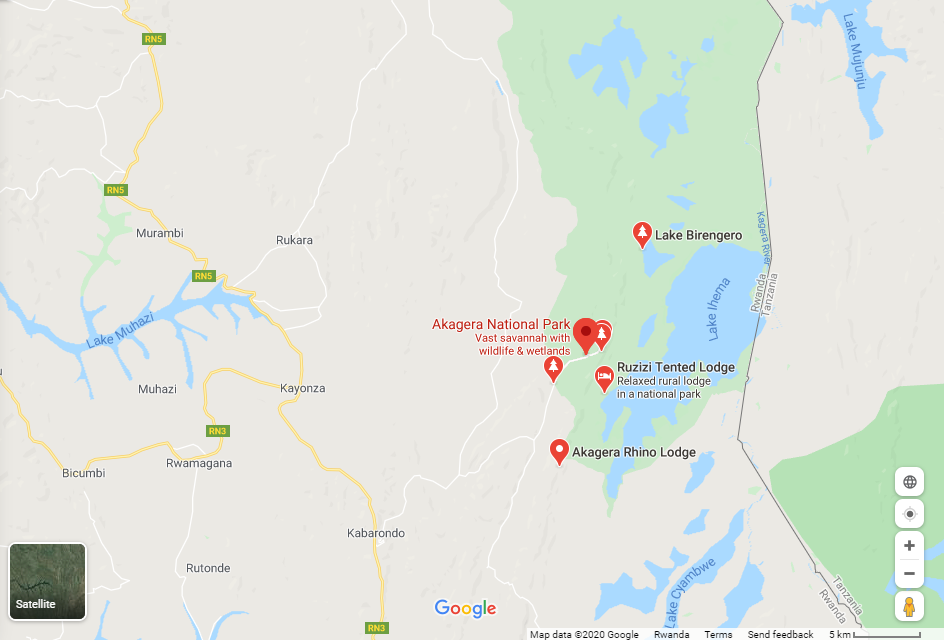 RN5
Lake Mujunju
RN5
Murambi
Rukara
Kagera River
Lake Birengero
RN5
Rwanda
Tanzania
Lake Ihema
Lake Muhazi
Akagera National Park
Vast savannah with
wildlife & wetlands
Ruzizi Tented Lodge
Relaxed rural lodge
in a national park
Muhazi
Kayonza
RN3
Akagera Rhino Lodge
Rwamagana
Bicumbi
Kabarondo
Rutonde
Lake Cyambwe
Tanzania
Rwanda
Satellite
Google
RN3
Map data ©2020 Google Rwanda Terms Send feedback 5 km